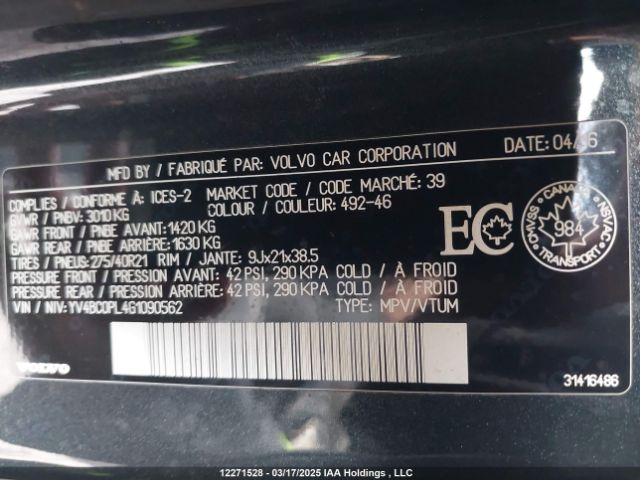 MFD BY / FABRIQUÉ PAR: VOLVO CAR CORPORATION
DATE: 04/16
COMPLIES / CONFORME À: ICES-2
MARKET CODE / CODE MARCHÉ: 39
GVWR / PNBV: 3010 KG
COLOUR / COULEUR: 492-46
GAWR FRONT / PNBE AVANT: 1420 KG
GAWR REAR / PNBE ARRIÈRE: 1630 KG
TIRES / PNEUS: 275/40R21 RIM / JANTE: 9Jx21x38.5
PRESSURE FRONT / PRESSION AVANT: 42 PSI, 290 KPA COLD / À FROID
PRESSURE REAR / PRESSION ARRIÈRE: 42 PSI, 290 KPA COLD / À FROID
VIN / NIV: YV4BC0PL4G1090562
TYPE: MPV/VTUM
EC
CANADA
CMVSS
984
NSVAC
TRANSPORT
VOLVO
31416486
12271528 - 03/17/2025 IAA Holdings , LLC